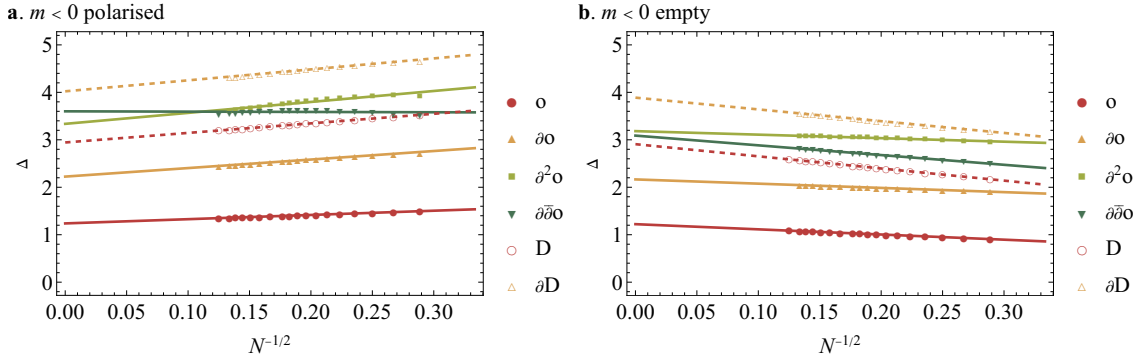 a. m < 0 polarised
5
4
3
2
1
0
Δ
0.00 0.05 0.10 0.15 0.20 0.25 0.30
N^{-1/2}
o
∂o
∂²o
∂∂̄o
D
∂D
b. m < 0 empty
5
4
3
2
1
0
Δ
0.00 0.05 0.10 0.15 0.20 0.25 0.30
N^{-1/2}
o
∂o
∂²o
∂∂̄o
D
∂D